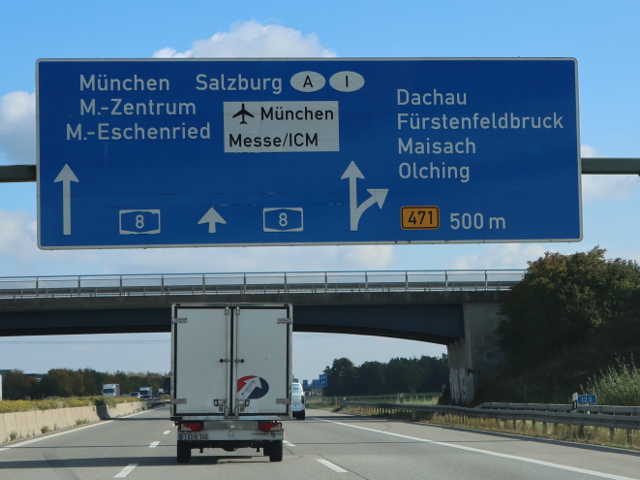 München Salzburg A I
M.-Zentrum
M.-Eschenried
München
Messe/ICM
Dachau
Fürstenfeldbruck
Maisach
Olching
8
8
471 500 m